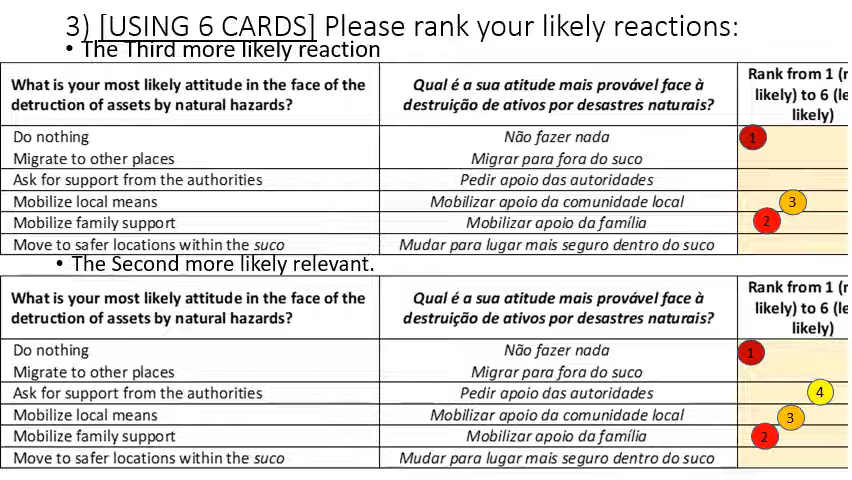 3) [USING 6 CARDS] Please rank your likely reactions:
• The Third more likely reaction
What is your most likely attitude in the face of the detruction of assets by natural hazards? Qual é a sua atitude mais provável face à destruição de ativos por desastres naturais? Rank from 1 ( likely) to 6 ( likely)
Do nothing Não fazer nada 1
Migrate to other places Migrar para fora do suco
Ask for support from the authorities Pedir apoio das autoridades
Mobilize local means Mobilizar apoio da comunidade local 3
Mobilize family support Mobilizar apoio da família 2
Move to safer locations within the suco Mudar para lugar mais seguro dentro do suco
• The Second more likely relevant.
What is your most likely attitude in the face of the detruction of assets by natural hazards? Qual é a sua atitude mais provável face à destruição de ativos por desastres naturais? Rank from 1 ( likely) to 6 ( likely)
Do nothing Não fazer nada 1
Migrate to other places Migrar para fora do suco
Ask for support from the authorities Pedir apoio das autoridades 4
Mobilize local means Mobilizar apoio da comunidade local 3
Mobilize family support Mobilizar apoio da família 2
Move to safer locations within the suco Mudar para lugar mais seguro dentro do suco